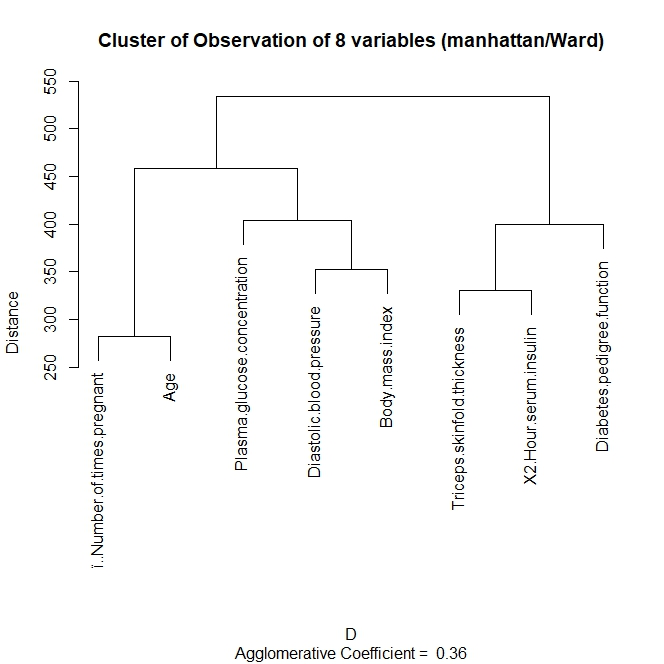 Cluster of Observation of 8 variables (manhattan/Ward)
550
500
450
400
350
300
250
Distance
ï..Number.of.times.pregnant
Age
Plasma.glucose.concentration
Diastolic.blood.pressure
Body.mass.index
Triceps.skinfold.thickness
X2.Hour.serum.insulin
Diabetes.pedigree.function
D
Agglomerative Coefficient = 0.36